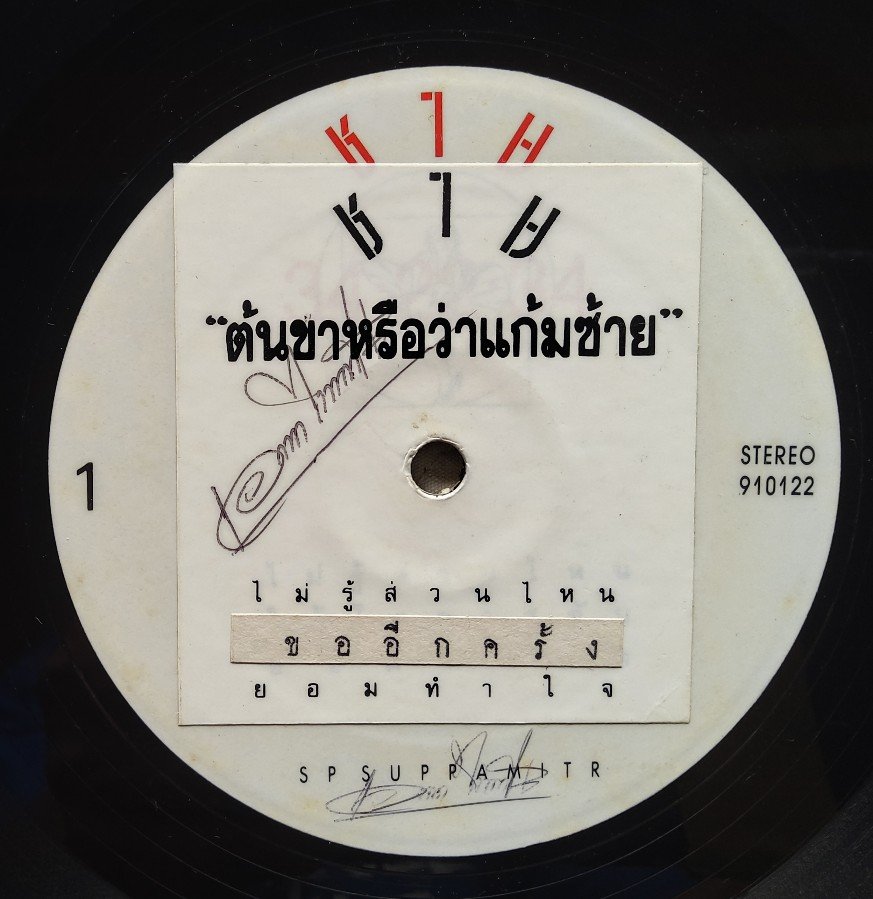 ชาย
ชาย
"ต้นขาหรือว่าแก้มซ้าย"
1
STEREO
910122
ไม่รู้ส่วนไหน
ขออีกครั้ง
ยอมทำใจ
SPSUPPRAMITR